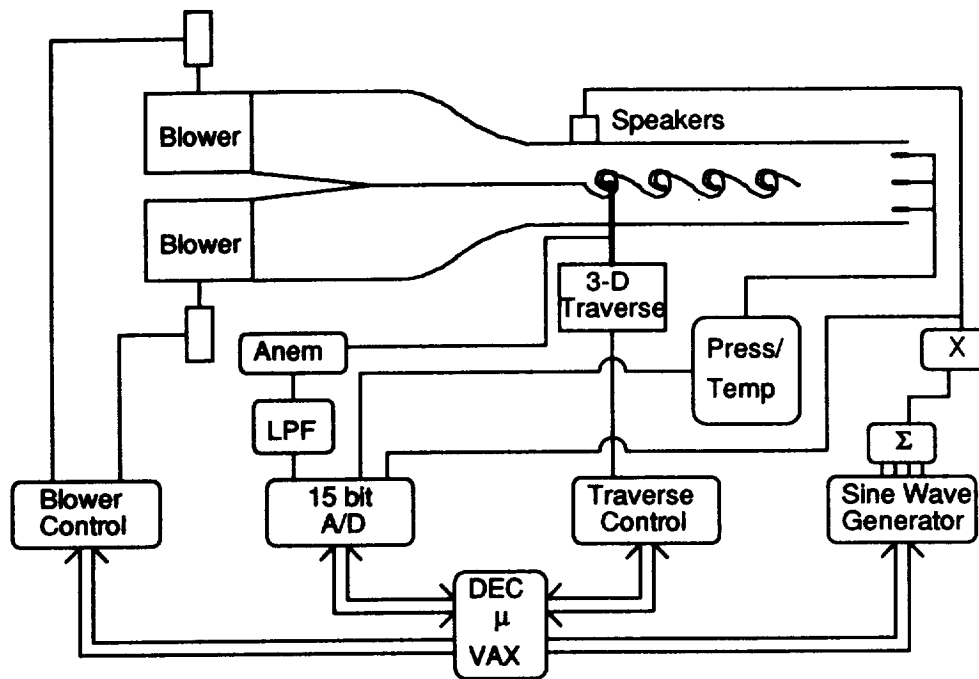 Blower
Speakers
Blower
3-D
Traverse
Anem
Press/
Temp
X
LPF
Σ
Blower
Control
15 bit
A/D
Traverse
Control
Sine Wave
Generator
DEC
μ
VAX